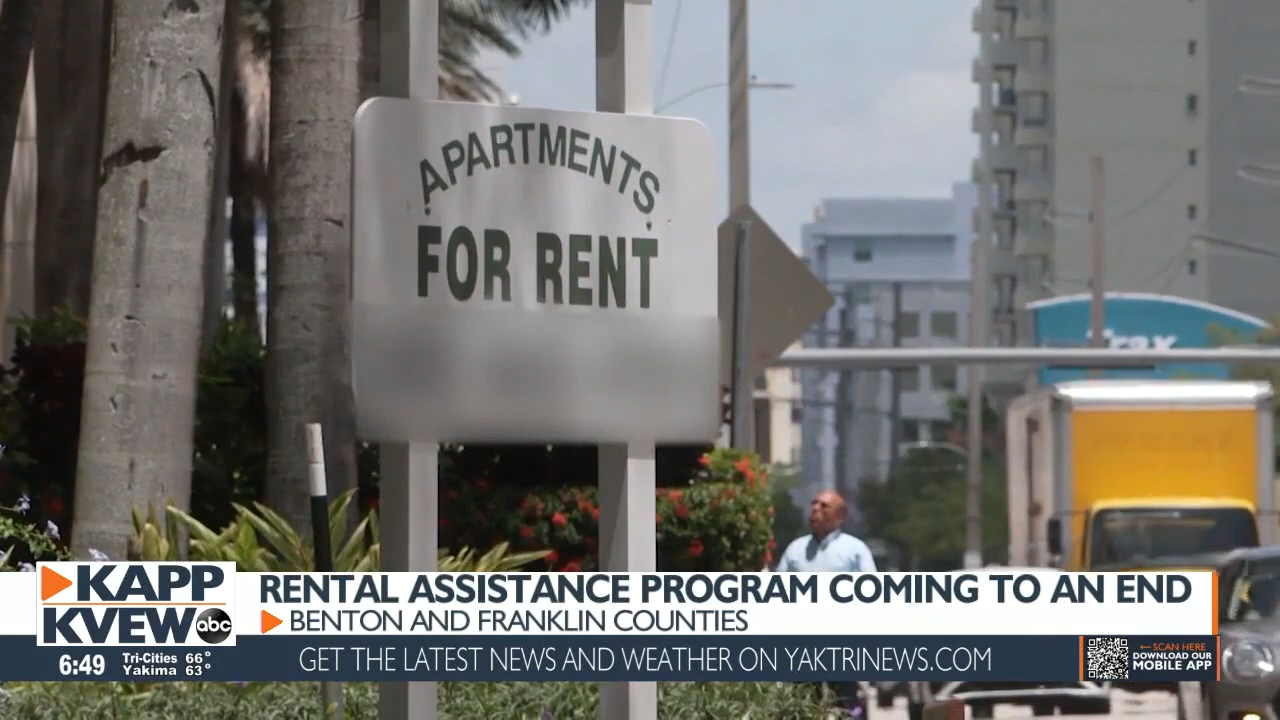 APARTMENTS
FOR RENT
KAPP
KVEW abc
RENTAL ASSISTANCE PROGRAM COMING TO AN END
BENTON AND FRANKLIN COUNTIES
6:49
Tri-Cities 66°
Yakima 63°
GET THE LATEST NEWS AND WEATHER ON YAKTRINEWS.COM
←SCAN HERE
DOWNLOAD OUR
MOBILE APP